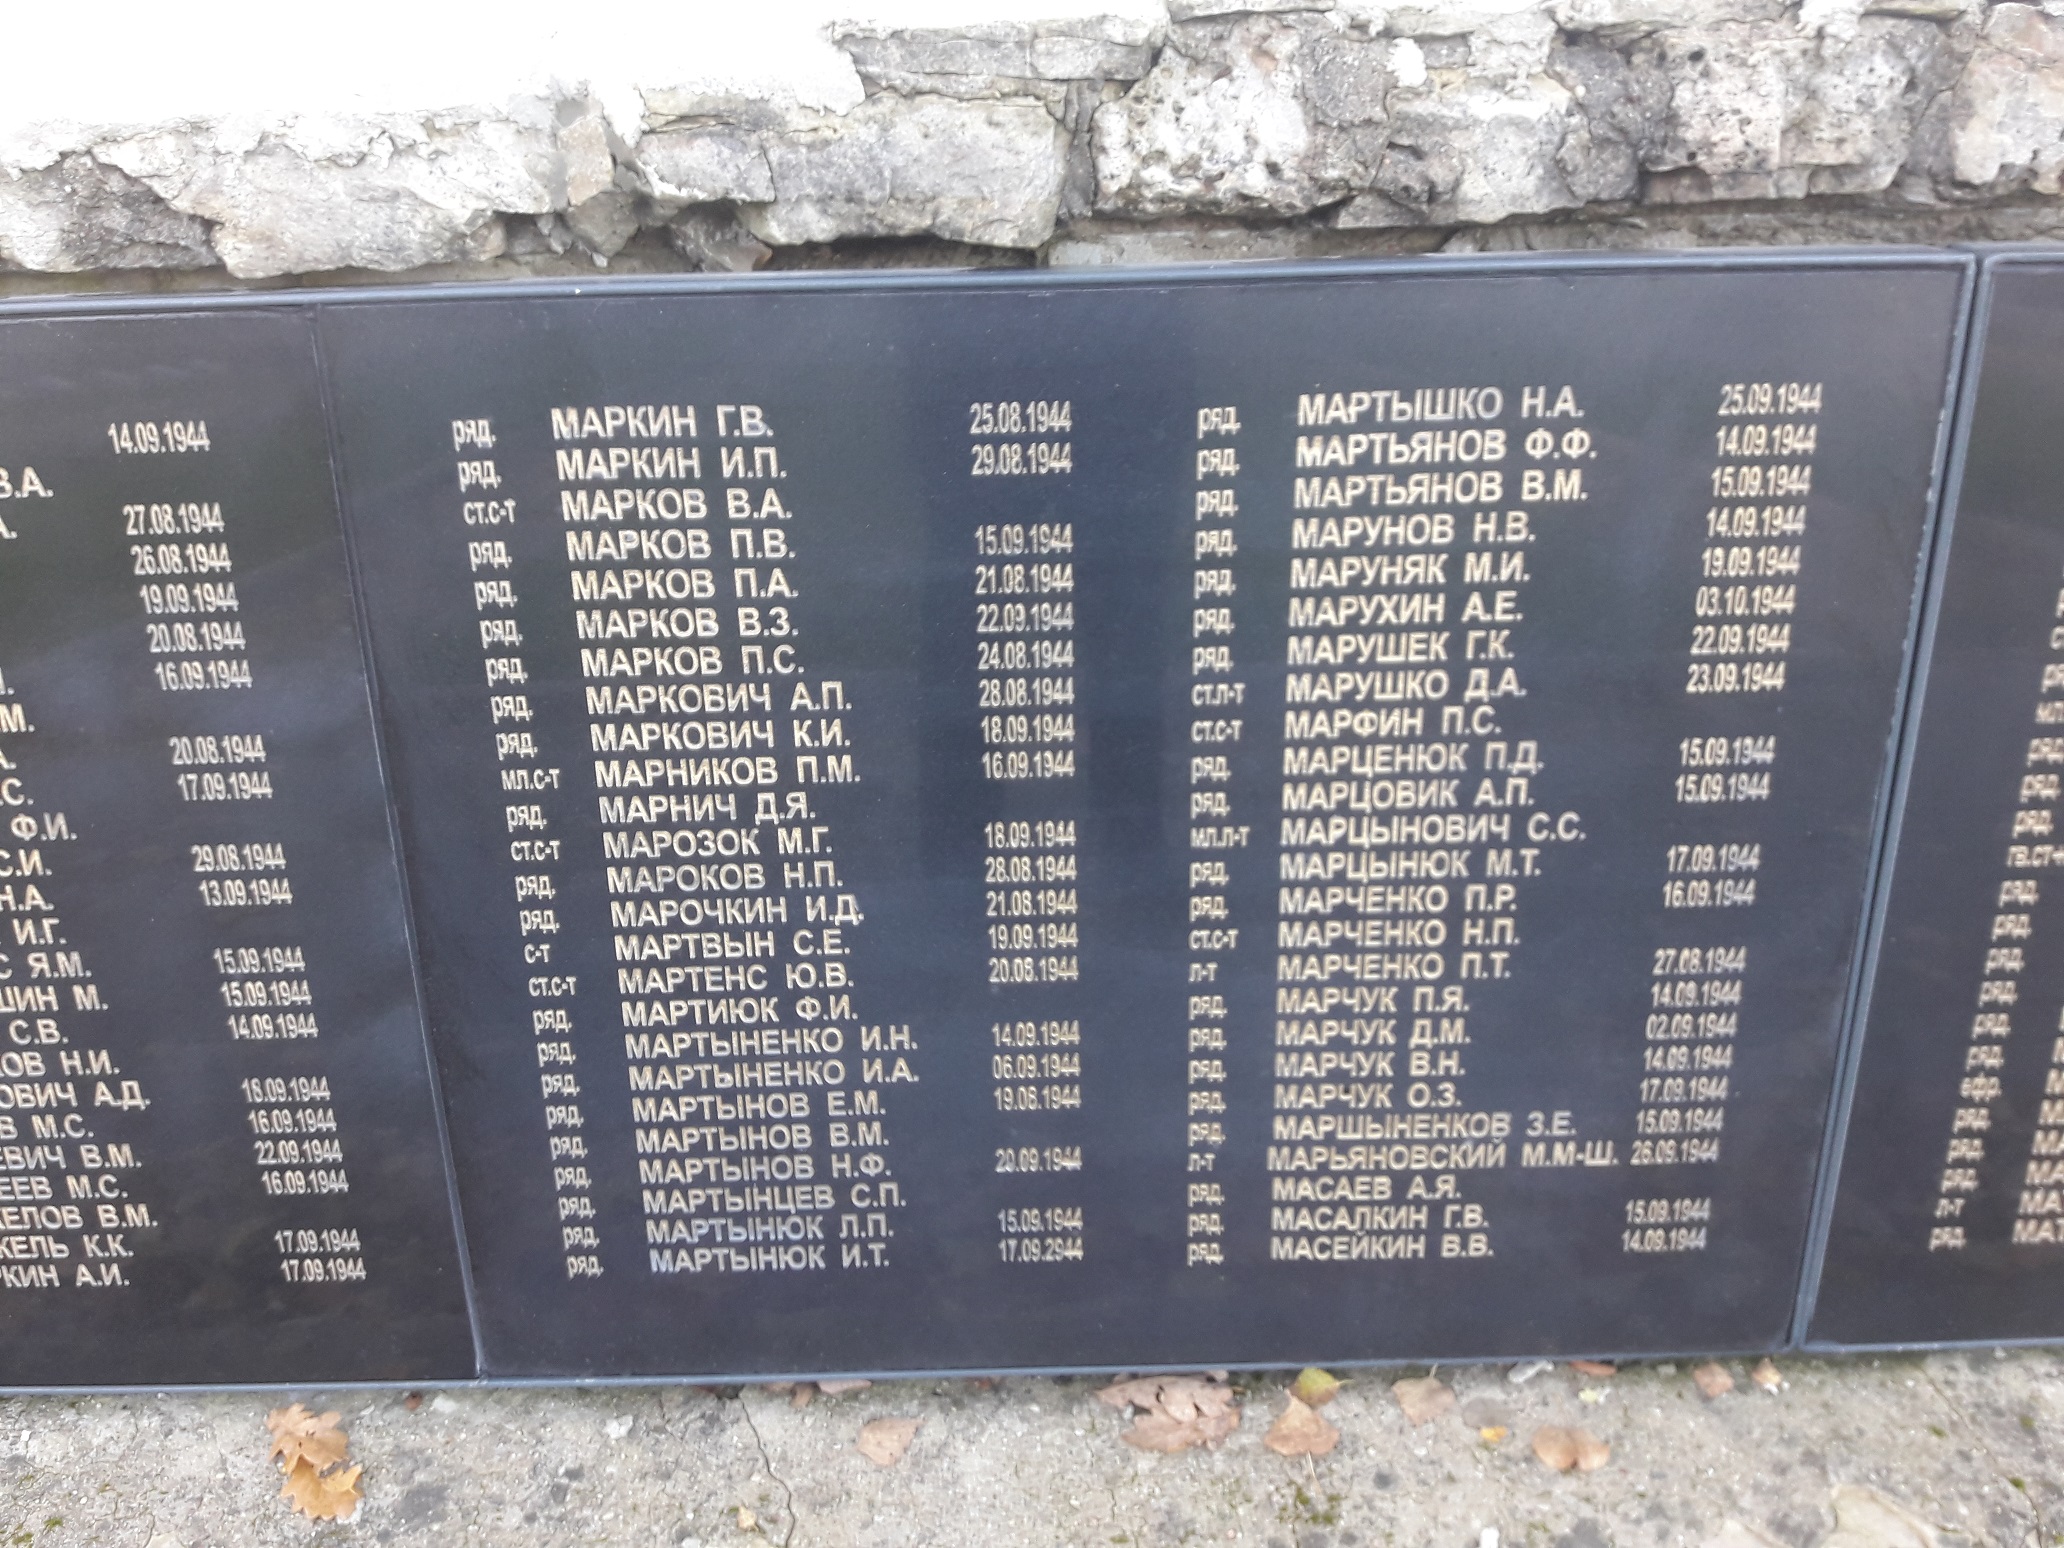 14.09.1944
В.А.
27.08.1944
26.08.1944
19.09.1944
20.08.1944
16.09.1944
20.08.1944
17.09.1944
Ф.И.
С.И. 29.08.1944
Н.А. 13.09.1944
И.Г.
Я.М. 15.09.1944
М. 15.09.1944
С.В. 14.09.1944
Н.И.
А.Д. 18.09.1944
М.С. 16.09.1944
В.М. 22.09.1944
М.С. 16.09.1944
В.М.
К.К. 17.09.1944
А.И. 17.09.1944
ряд. МАРКИН Г.В. 25.08.1944
ряд. МАРКИН И.П. 29.08.1944
ст.с-т МАРКОВ В.А.
ряд. МАРКОВ П.В. 15.09.1944
ряд. МАРКОВ П.А. 21.08.1944
ряд. МАРКОВ В.З. 22.09.1944
ряд. МАРКОВ П.С. 24.08.1944
ряд. МАРКОВИЧ А.П. 28.08.1944
ряд. МАРКОВИЧ К.И. 18.09.1944
мл.с-т МАРНИКОВ П.М. 16.09.1944
ряд. МАРНИЧ Д.Я.
ст.с-т МАРОЗОК М.Г. 18.09.1944
ряд. МАРОКОВ Н.П. 28.08.1944
ряд. МАРОЧКИН И.Д. 21.08.1944
с-т МАРТВЫН С.Е. 19.09.1944
ст.с-т МАРТЕНС Ю.В. 20.08.1944
ряд. МАРТИЮК Ф.И.
ряд. МАРТЫНЕНКО И.Н. 14.09.1944
ряд. МАРТЫНЕНКО И.А. 06.09.1944
ряд. МАРТЫНОВ Е.М. 19.08.1944
ряд. МАРТЫНОВ В.М.
ряд. МАРТЫНОВ Н.Ф. 20.09.1944
ряд. МАРТЫНЦЕВ С.П.
ряд. МАРТЫНЮК Л.П. 15.09.1944
ряд. МАРТЫНЮК И.Т. 17.09.2944
ряд. МАРТЫШКО Н.А. 25.09.1944
ряд. МАРТЬЯНОВ Ф.Ф. 14.09.1944
ряд. МАРТЬЯНОВ В.М. 15.09.1944
ряд. МАРУНОВ Н.В. 14.09.1944
ряд. МАРУНЯК М.И. 19.09.1944
ряд. МАРУХИН А.Е. 03.10.1944
ряд. МАРУШЕК Г.К. 22.09.1944
ст.л-т МАРУШКО Д.А. 23.09.1944
ст.с-т МАРФИН П.С.
ряд. МАРЦЕНЮК П.Д. 15.09.1944
ряд. МАРЦОВИК А.П. 15.09.1944
мл.л-т МАРЦЫНОВИЧ С.С.
ряд. МАРЦЫНЮК М.Т. 17.09.1944
ряд. МАРЧЕНКО П.Р. 16.09.1944
ст.с-т МАРЧЕНКО Н.П.
л-т МАРЧЕНКО П.Т. 27.08.1944
ряд. МАРЧУК П.Я. 14.09.1944
ряд. МАРЧУК Д.М. 02.09.1944
ряд. МАРЧУК В.Н. 14.09.1944
ряд. МАРЧУК О.З. 17.09.1944
ряд. МАРШЫНЕНКОВ З.Е. 15.09.1944
л-т МАРЬЯНОВСКИЙ М.М-Ш. 26.09.1944
ряд. МАСАЕВ А.Я.
ряд. МАСАЛКИН Г.В. 15.09.1944
ряд. МАСЕЙКИН В.В. 14.09.1944
ряд.
ряд.
ряд.
ряд.
ряд.
ряд.
ряд.
ряд.
ефр.
ряд.
ряд.
ряд.
л-т
ряд.